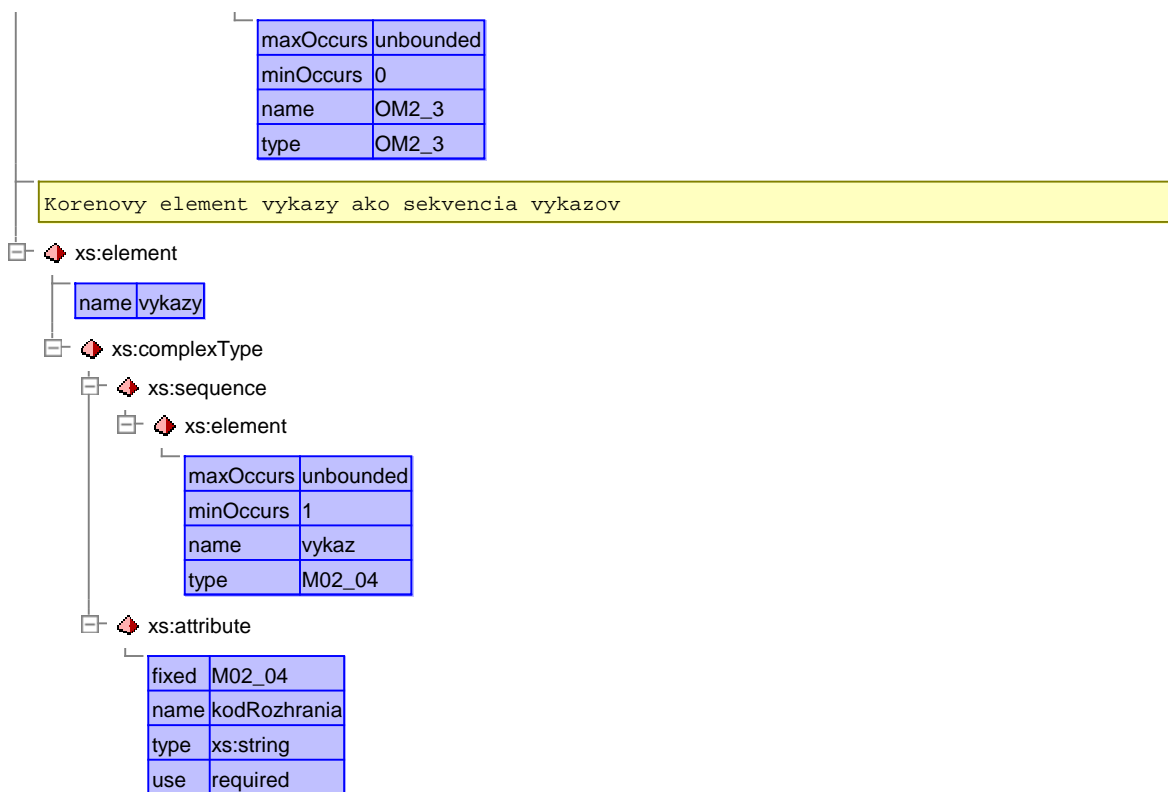 maxOccurs unbounded
minOccurs 0
name OM2_3
type OM2_3
Korenovy element vykazy ako sekvencia vykazov
xs:element
name vykazy
xs:complexType
xs:sequence
xs:element
maxOccurs unbounded
minOccurs 1
name vykaz
type M02_04
xs:attribute
fixed M02_04
name kodRozhrania
type xs:string
use required